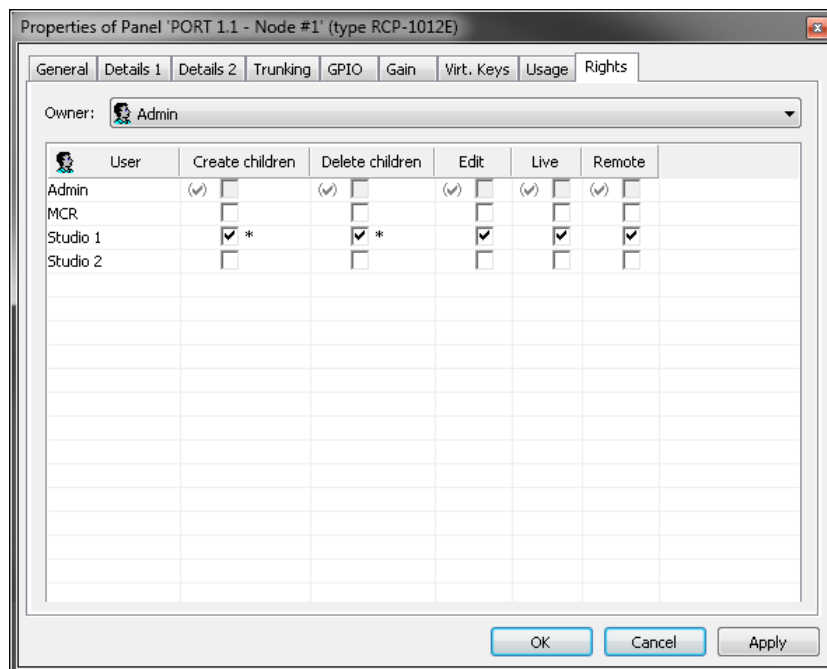 Properties of Panel 'PORT 1.1 - Node #1' (type RCP-1012E)
General Details 1 Details 2 Trunking GPIO Gain Virt. Keys Usage Rights
Owner: Admin
User Create children Delete children Edit Live Remote
Admin
MCR
Studio 1 * *
Studio 2
OK Cancel Apply